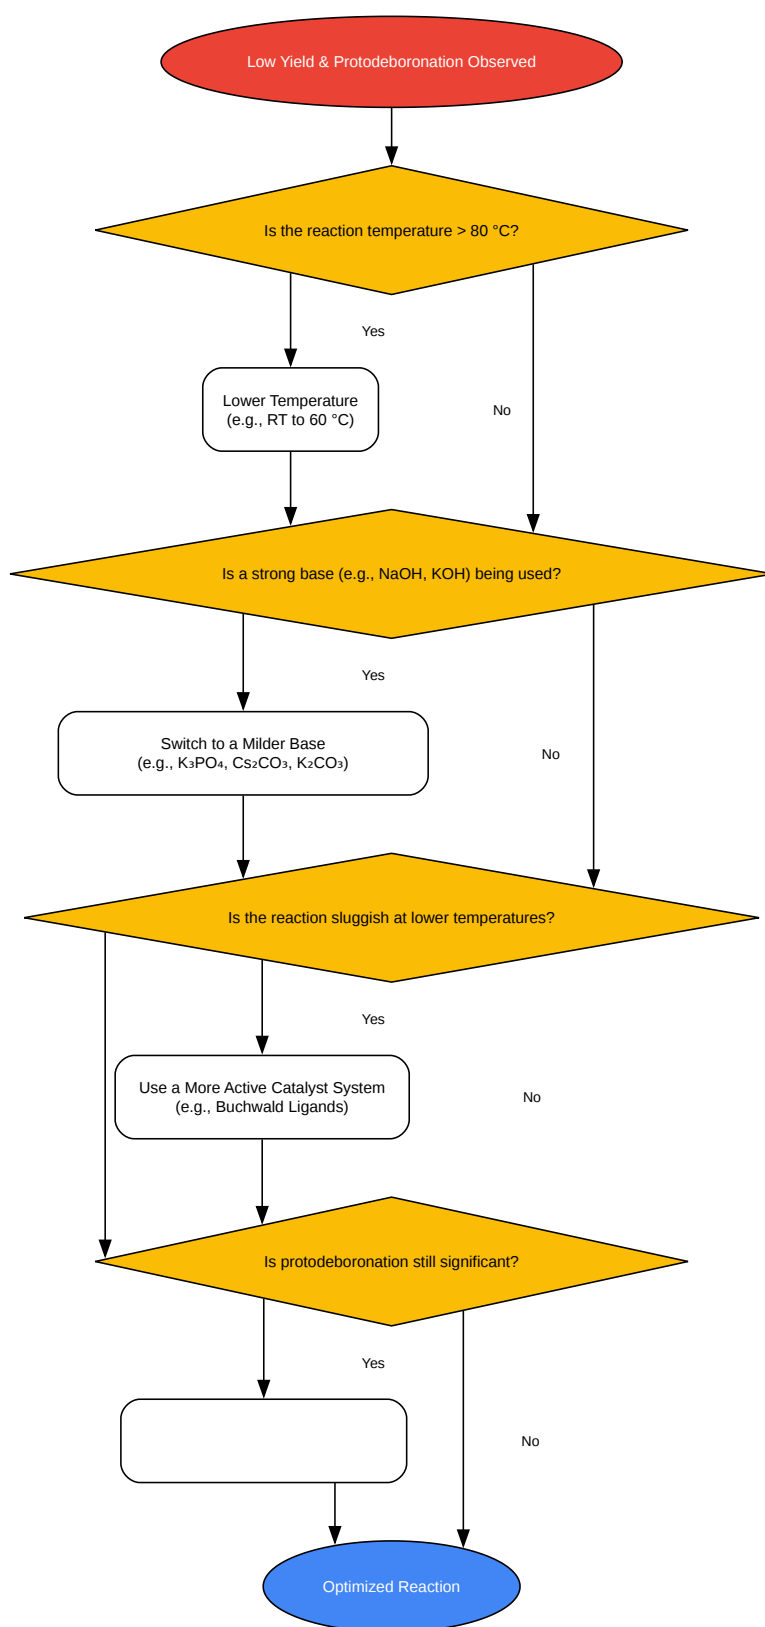 Low Yield & Protodeboronation Observed
Is the reaction temperature > 80 °C?
Yes
Lower Temperature
(e.g., RT to 60 °C)
No
Is a strong base (e.g., NaOH, KOH) being used?
Yes
Switch to a Milder Base
(e.g., K₃PO₄, Cs₂CO₃, K₂CO₃)
No
Is the reaction sluggish at lower temperatures?
Yes
Use a More Active Catalyst System
(e.g., Buchwald Ligands)
No
Is protodeboronation still significant?
Yes
No
Optimized Reaction